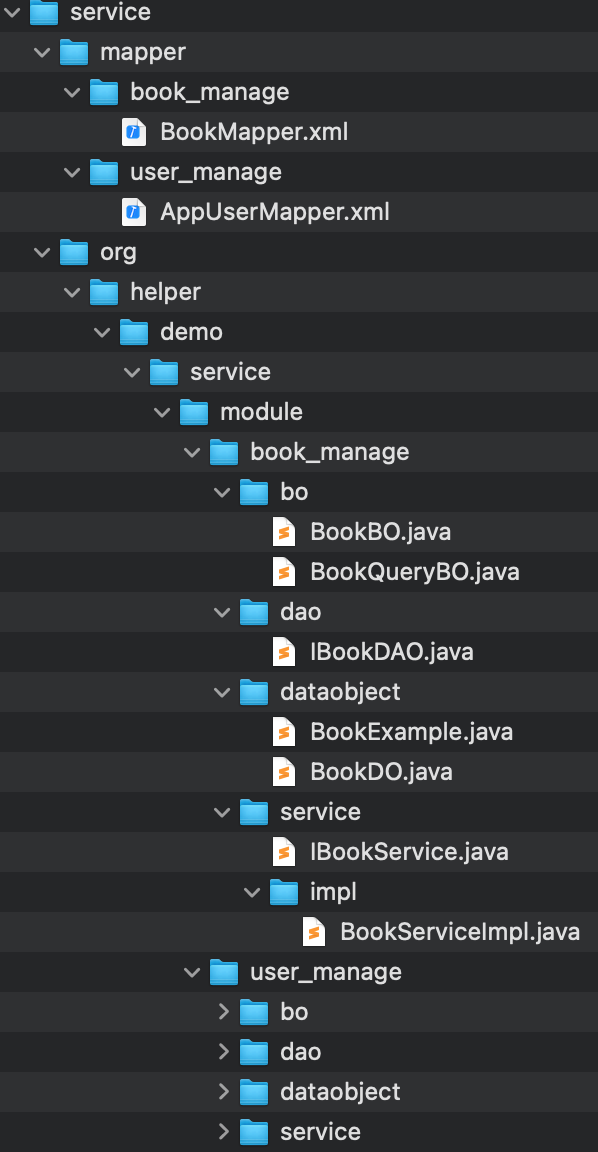 service
mapper
book_manage
BookMapper.xml
user_manage
AppUserMapper.xml
org
helper
demo
service
module
book_manage
bo
BookBO.java
BookQueryBO.java
dao
IBookDAO.java
dataobject
BookExample.java
BookDO.java
service
IBookService.java
impl
BookServiceImpl.java
user_manage
bo
dao
dataobject
service